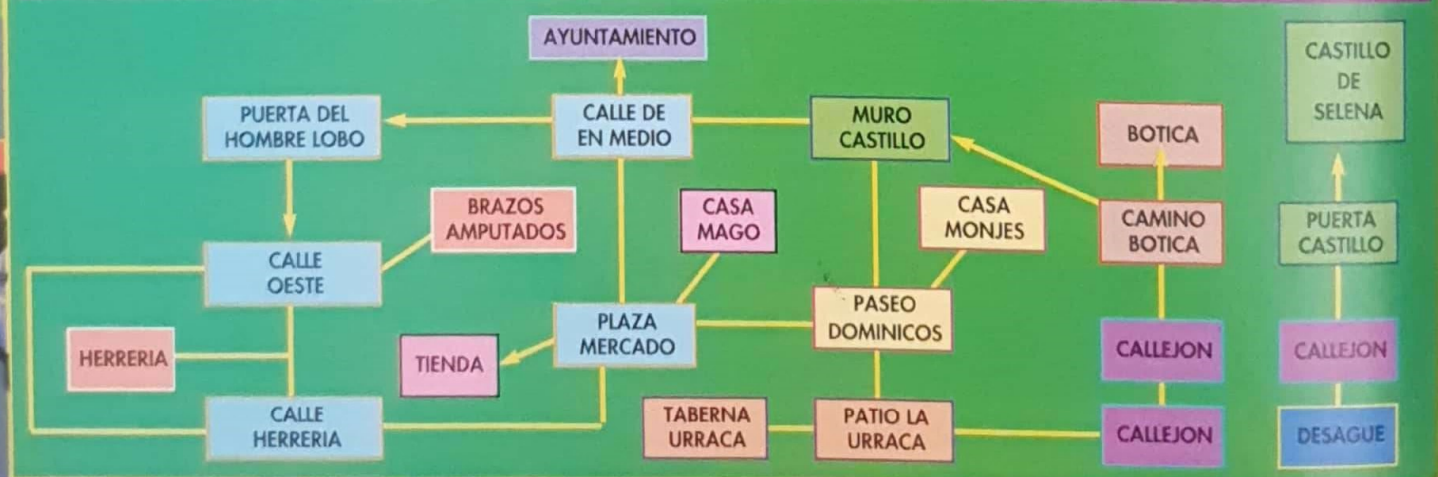 AYUNTAMIENTO
CASTILLO
DE
SELENA
PUERTA DEL
HOMBRE LOBO
CALLE DE
EN MEDIO
MURO
CASTILLO
BOTICA
BRAZOS
AMPUTADOS
CASA
MAGO
CASA
MONJES
CAMINO
BOTICA
PUERTA
CASTILLO
CALLE
OESTE
PLAZA
MERCADO
PASEO
DOMINICOS
HERRERIA
TIENDA
CALLEJON
CALLEJON
CALLE
HERRERIA
TABERNA
URRACA
PATIO LA
URRACA
CALLEJON
DESAGUE